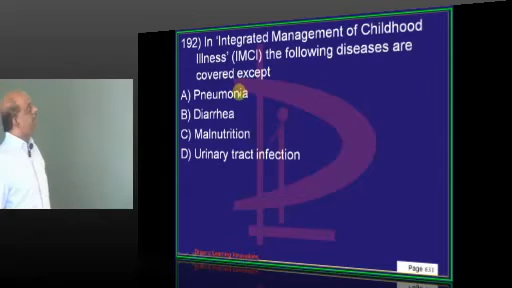 192) In 'Integrated Management of Childhood
Illness' (IMCI) the following diseases are
covered except
A) Pneumonia
B) Diarrhea
C) Malnutrition
D) Urinary tract infection
Page 631